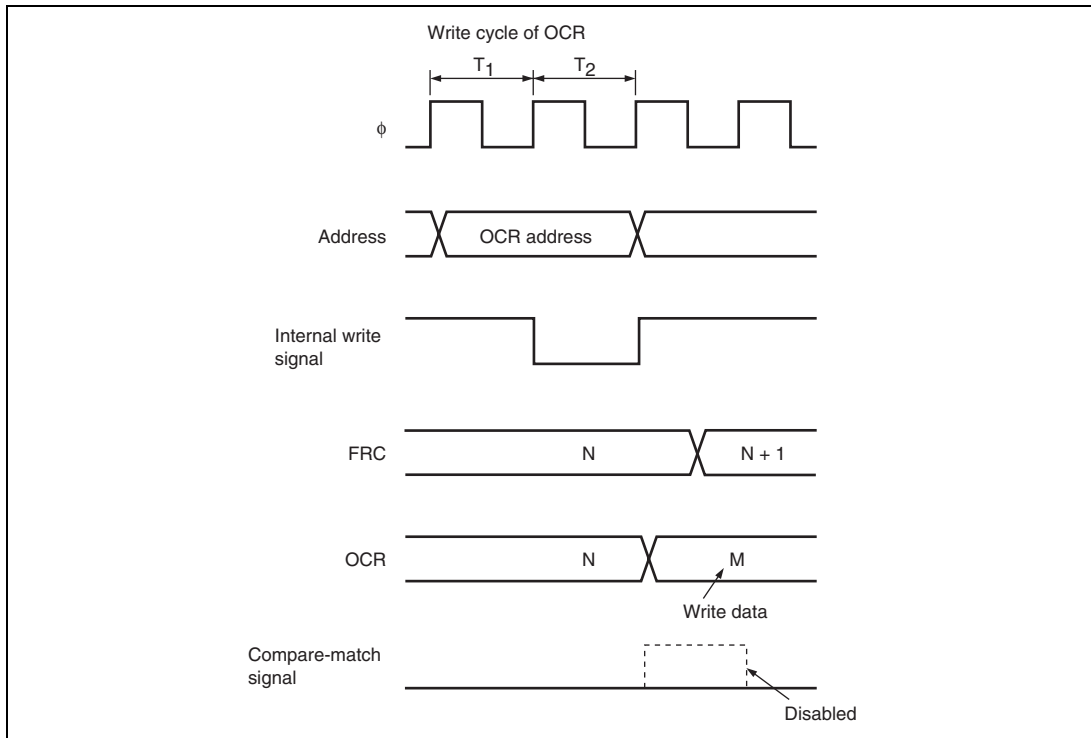 Write cycle of OCR
T1 T2
ϕ
Address OCR address
Internal write
signal
FRC N N + 1
OCR N M
Write data
Compare-match
signal
Disabled